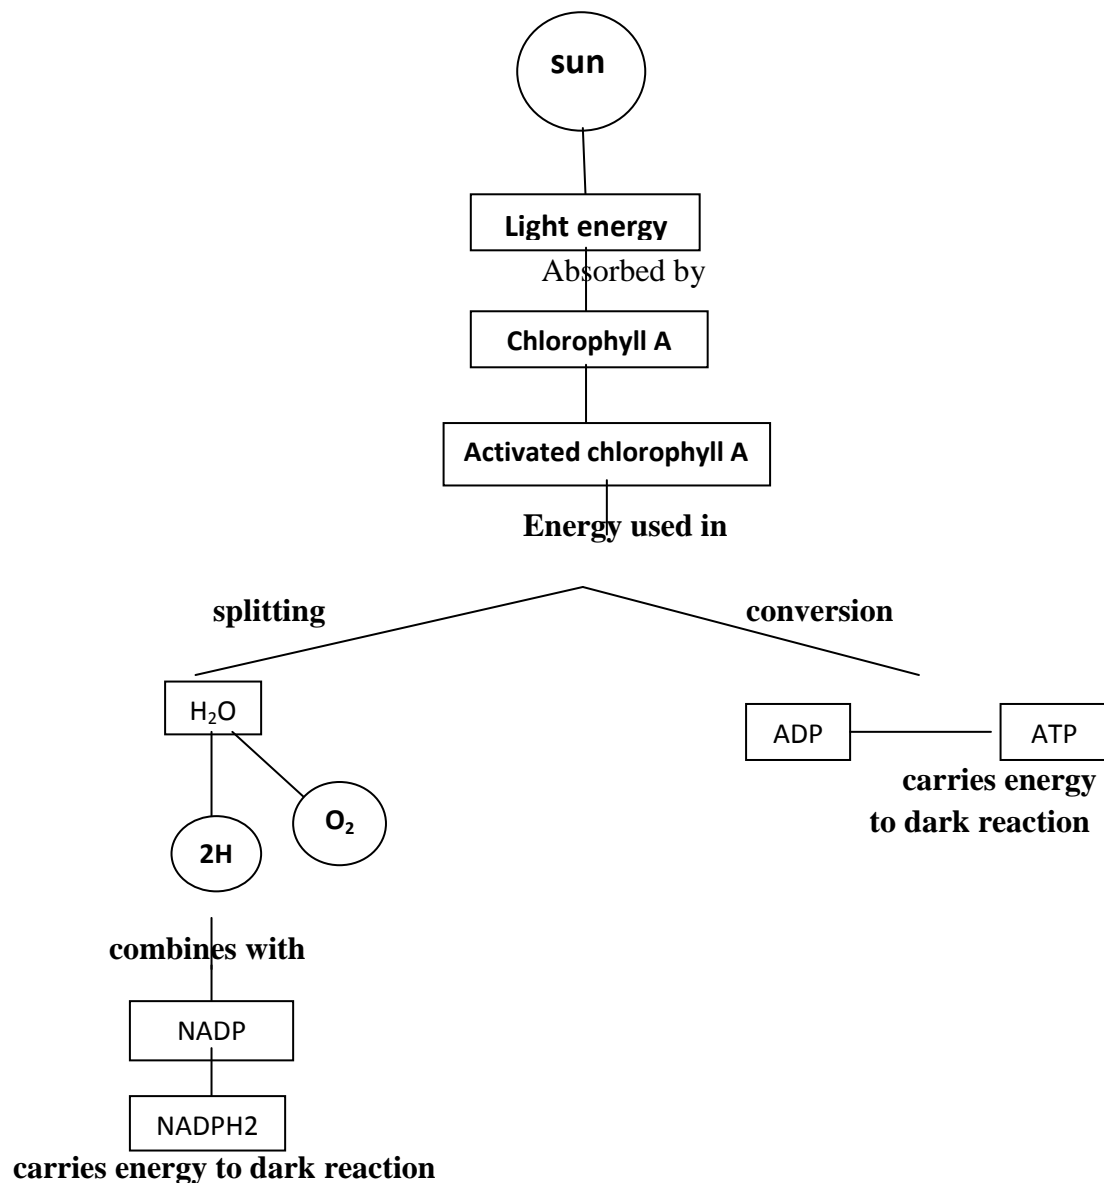 sun
Light energy
Absorbed by
Chlorophyll A
Activated chlorophyll A
Energy used in
splitting
conversion
H₂O
ADP
ATP
carries energy
to dark reaction
O₂
2H
combines with
NADP
NADPH2
carries energy to dark reaction